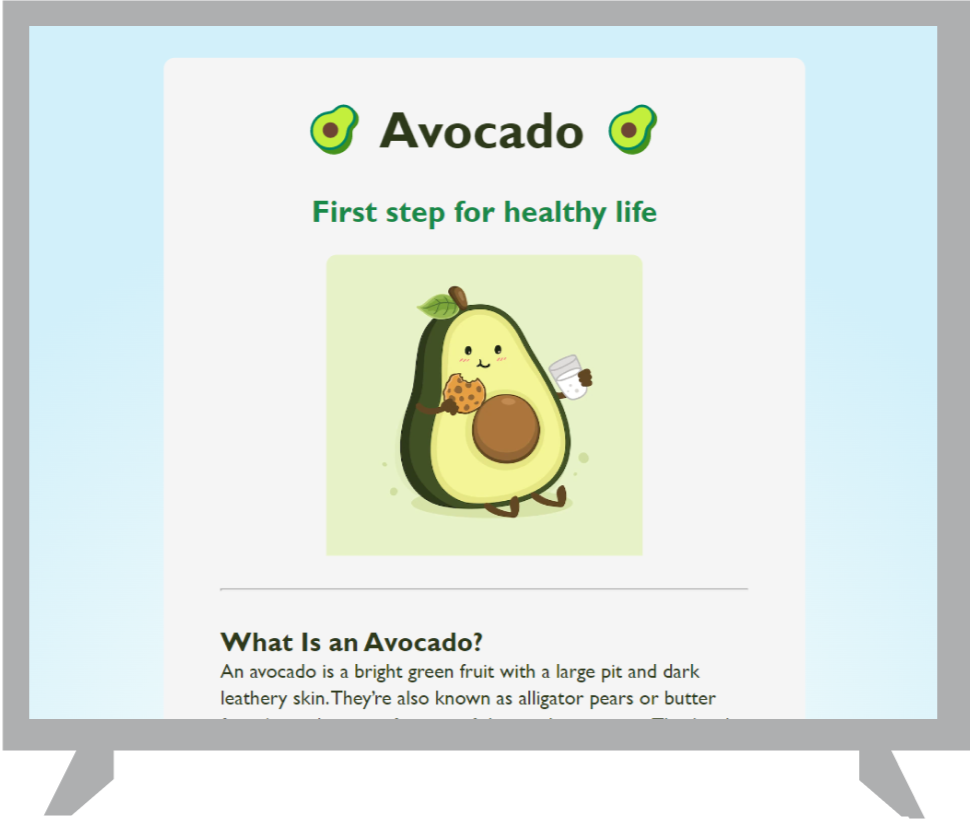 Avocado
First step for healthy life
What Is an Avocado?
An avocado is a bright green fruit with a large pit and dark
leathery skin. They're also known as alligator pears or butter